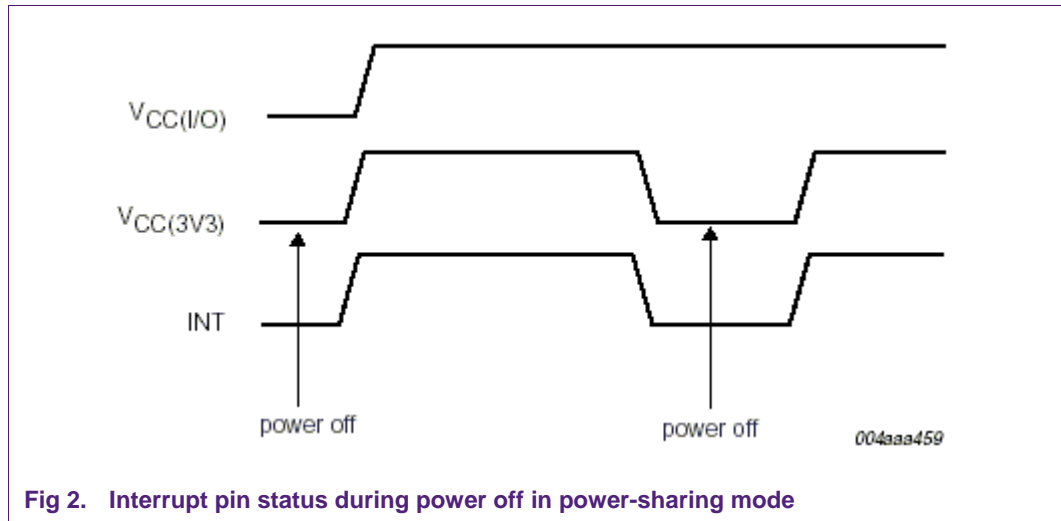 VCC(I/O)
VCC(3V3)
INT
power off
power off
004aaa459
Fig 2. Interrupt pin status during power off in power-sharing mode